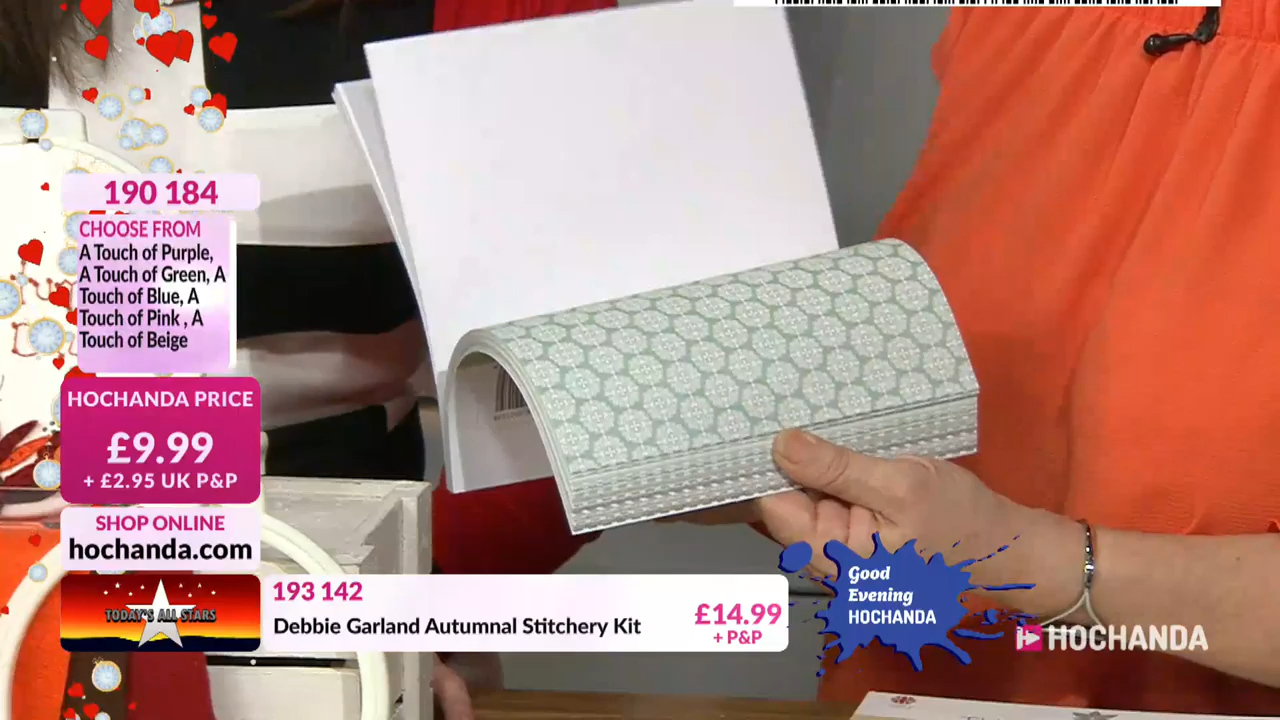 190 184
CHOOSE FROM
A Touch of Purple,
A Touch of Green, A
Touch of Blue, A
Touch of Pink , A
Touch of Beige
HOCHANDA PRICE
£9.99
+ £2.95 UK P&P
SHOP ONLINE
hochanda.com
TODAY'S ALL STARS
193 142
Debbie Garland Autumnal Stitchery Kit
£14.99
+ P&P
Good
Evening
HOCHANDA
HOCHANDA